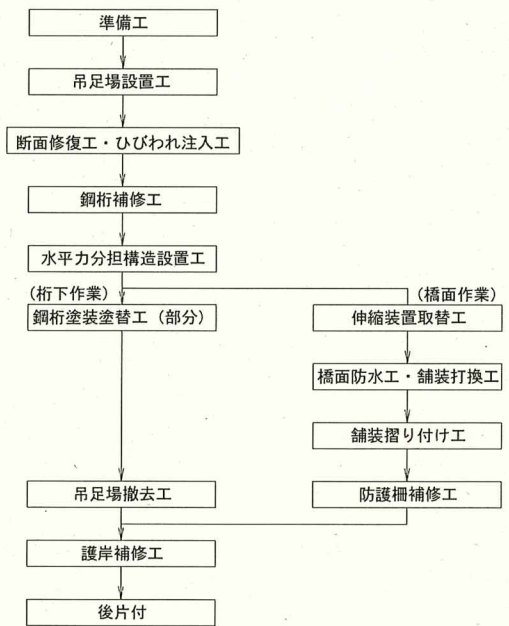 準備工
吊足場設置工
断面修復工・ひびわれ注入工
鋼桁補修工
水平力分担構造設置工
(桁下作業)
(橋面作業)
鋼桁塗装塗替工(部分)
伸縮装置取替工
橋面防水工・舗装打換工
舗装摺り付け工
吊足場撤去工
防護柵補修工
護岸補修工
後片付